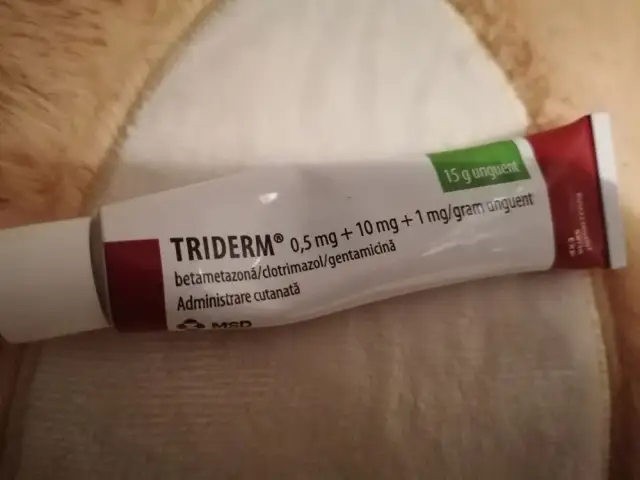 15 g unguent
TRIDERM® 0,5 mg + 10 mg + 1 mg/gram unguent
betametazonă/clotrimazol/gentamicină
Administrare cutanată
MSD